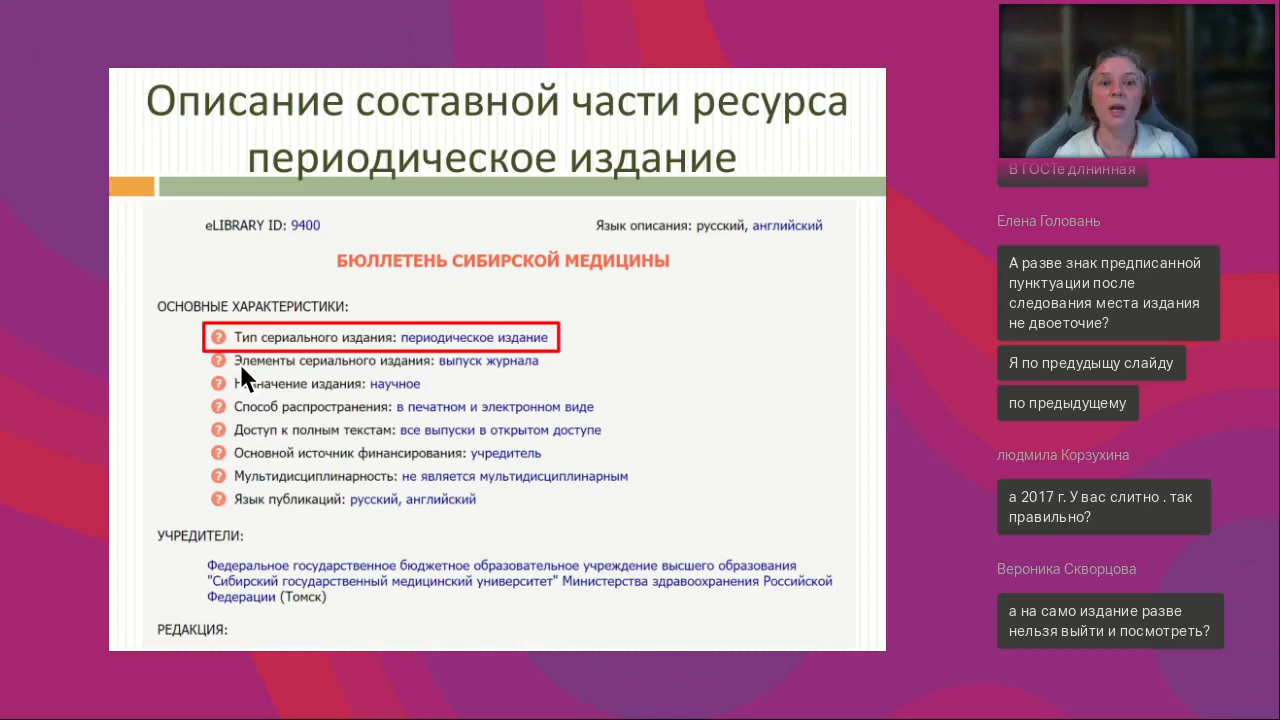 Описание составной части ресурса
периодическое издание
eLIBRARY ID: 9400
Язык описания: русский, английский
БЮЛЛЕТЕНЬ СИБИРСКОЙ МЕДИЦИНЫ
ОСНОВНЫЕ ХАРАКТЕРИСТИКИ:
? Тип сериального издания: периодическое издание
? Элементы сериального издания: выпуск журнала
? Назначение издания: научное
? Способ распространения: в печатном и электронном виде
? Доступ к полным текстам: все выпуски в открытом доступе
? Основной источник финансирования: учредитель
? Мультидисциплинарность: не является мультидисциплинарным
? Язык публикаций: русский, английский
УЧРЕДИТЕЛИ:
Федеральное государственное бюджетное образовательное учреждение высшего образования
"Сибирский государственный медицинский университет" Министерства здравоохранения Российской
Федерации (Томск)
РЕДАКЦИЯ:
В ГОСТе длнинная
Елена Головань
А разве знак предписанной
пунктуации после
следования места издания
не двоеточие?
Я по предудыщу слайду
по предыдущему
людмила Корзухина
а 2017 г. У вас слитно . так
правильно?
Вероника Скворцова
а на само издание разве
нельзя выйти и посмотреть?